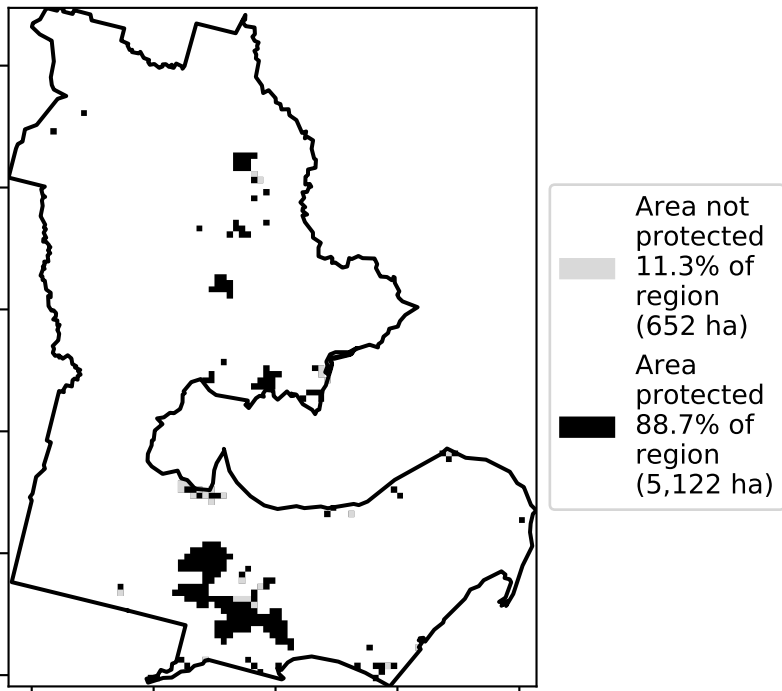 Area not
protected
11.3% of
region
(652 ha)
Area
protected
88.7% of
region
(5,122 ha)